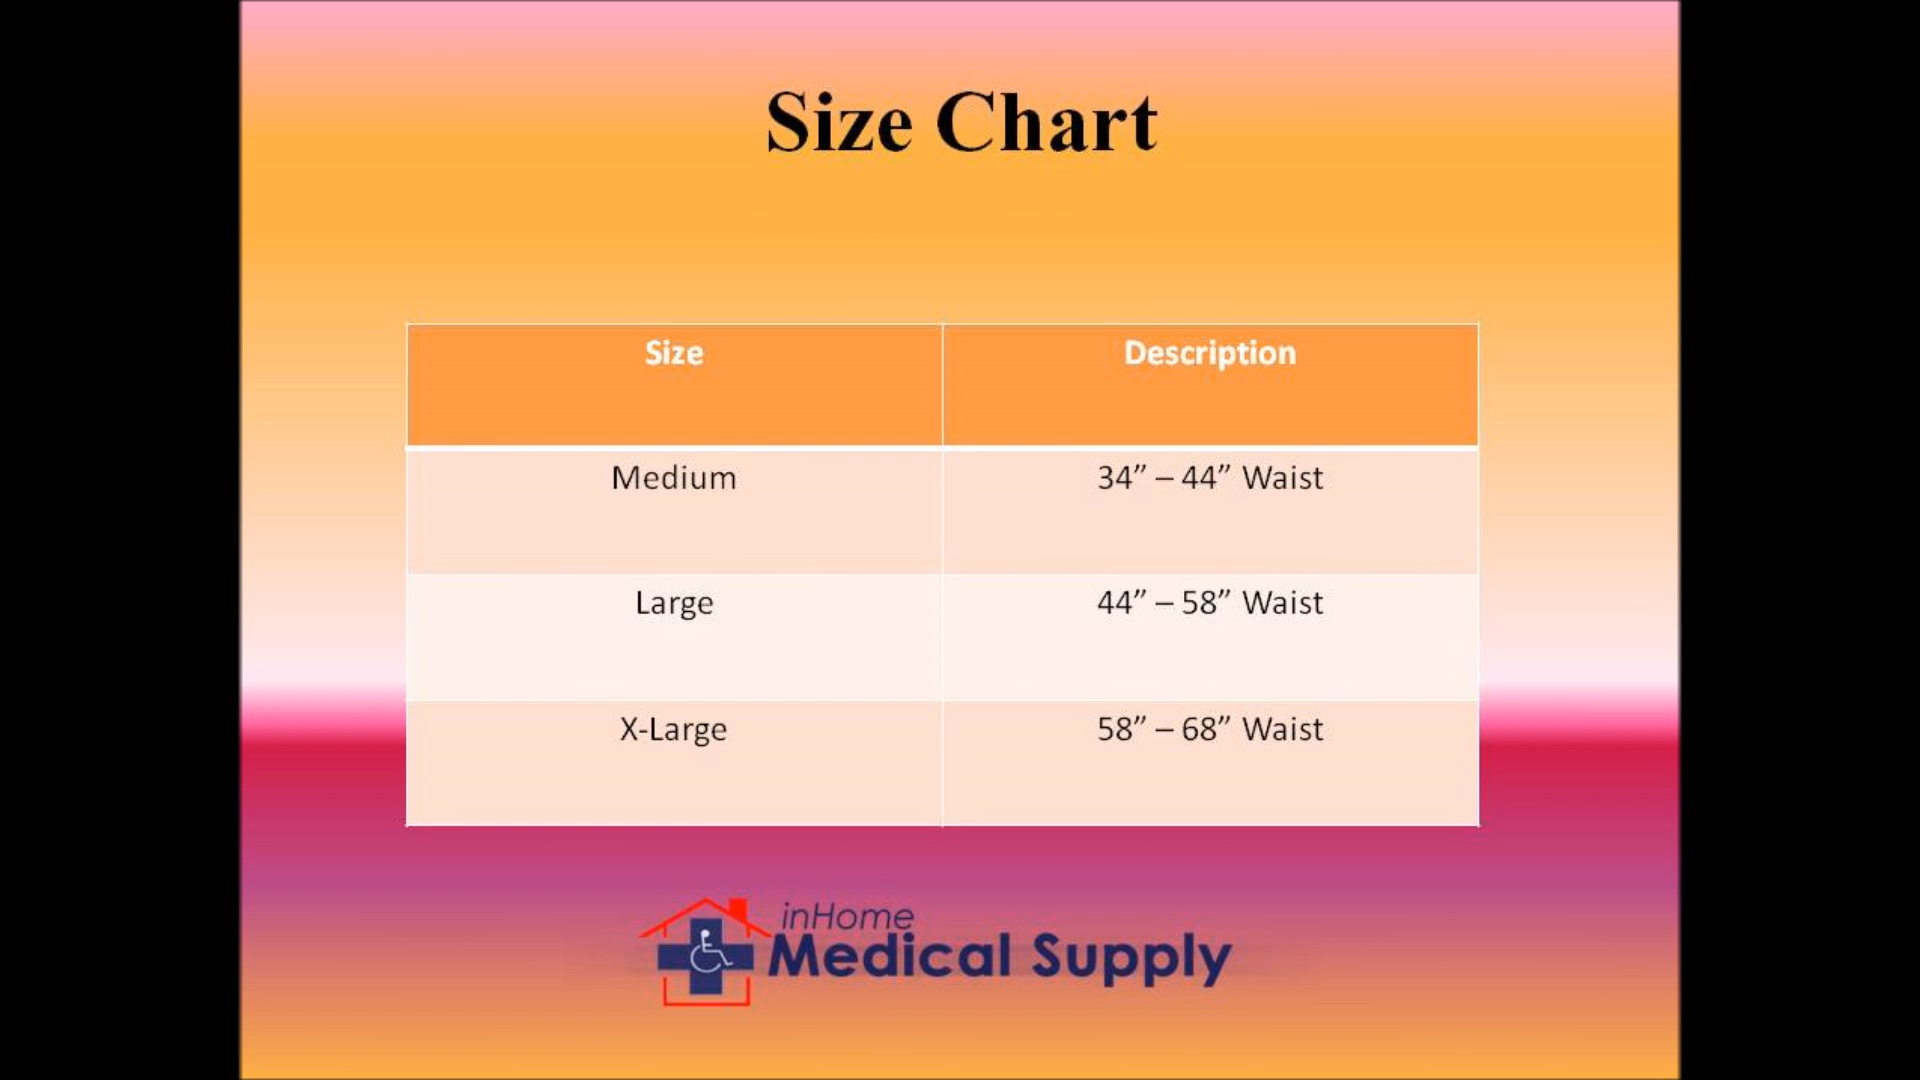 Size Chart
Size Description
Medium 34” – 44” Waist
Large 44” – 58” Waist
X-Large 58” – 68” Waist
inHome
Medical Supply